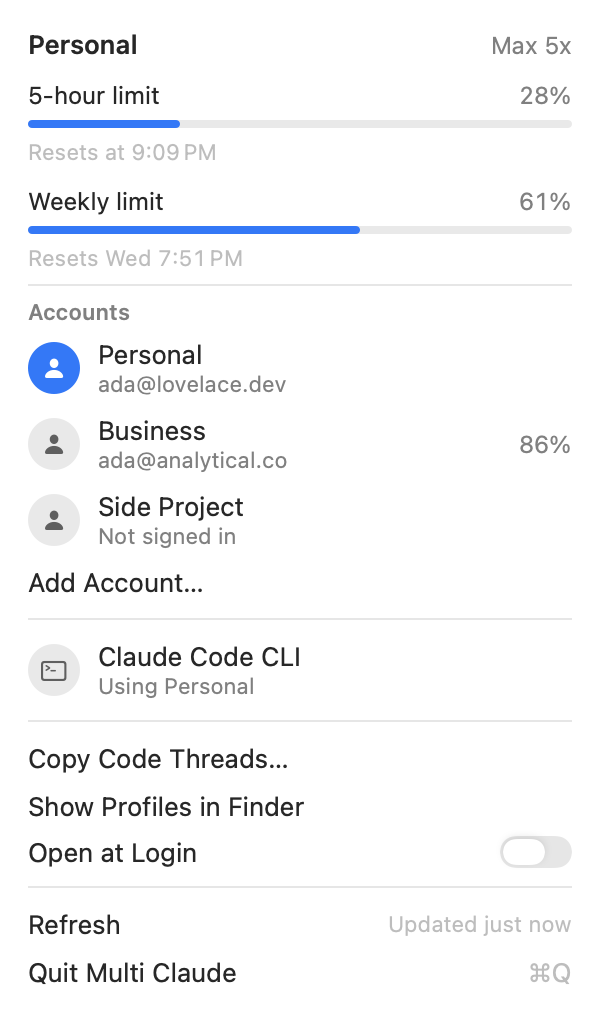 Personal Max 5x
5-hour limit 28%
Resets at 9:09 PM
Weekly limit 61%
Resets Wed 7:51 PM
Accounts
Personal
ada@lovelace.dev
Business
ada@analytical.co
86%
Side Project
Not signed in
Add Account...
Claude Code CLI
Using Personal
Copy Code Threads...
Show Profiles in Finder
Open at Login
Refresh Updated just now
Quit Multi Claude ⌘Q